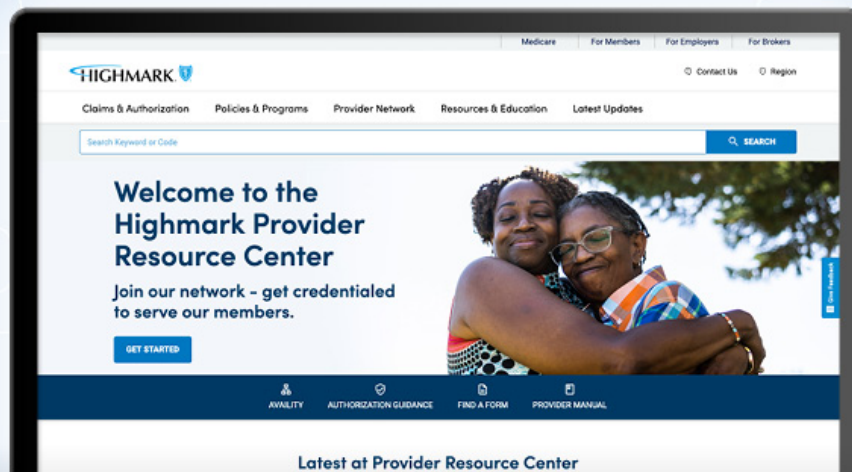 Medicare For Members For Employers For Brokers
HIGHMARK
Contact Us Region
Claims & Authorization Policies & Programs Provider Network Resources & Education Latest Updates
Search Keyword or Code SEARCH
Welcome to the
Highmark Provider
Resource Center
Join our network - get credentialed
to serve our members.
GET STARTED
Give Feedback
AVAILITY AUTHORIZATION GUIDANCE FIND A FORM PROVIDER MANUAL
Latest at Provider Resource Center